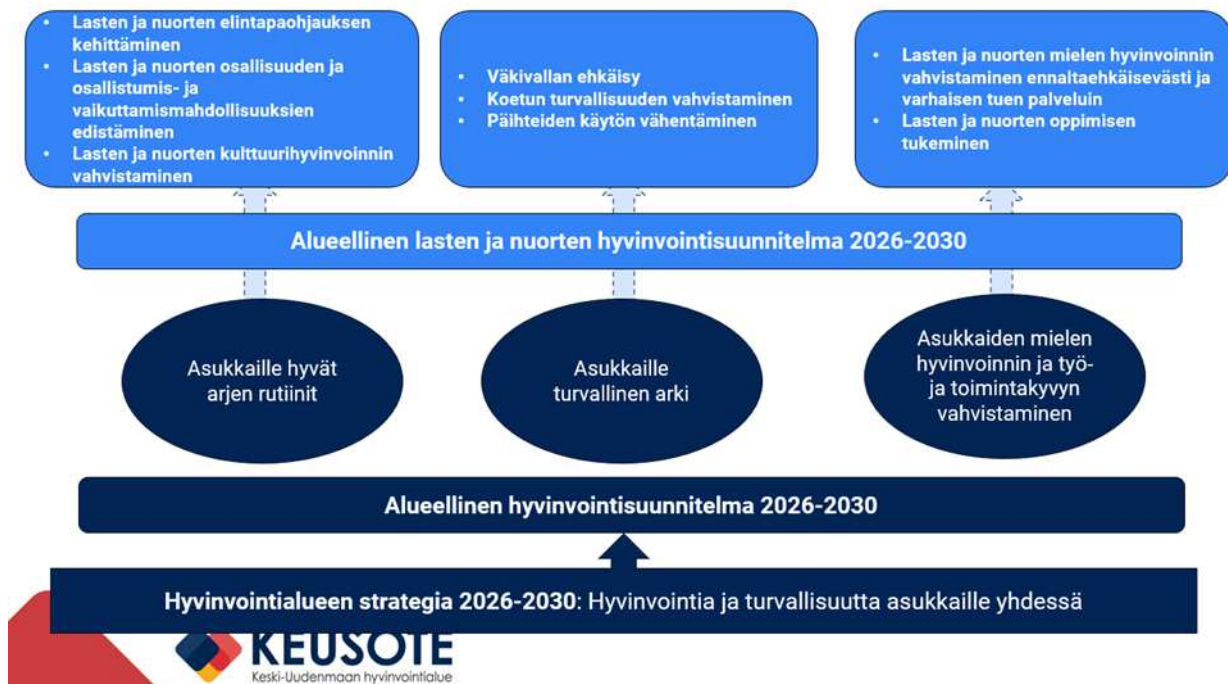 Lasten ja nuorten elintapaohjauksen
kehittäminen
Lasten ja nuorten osallisuuden ja
osallistumis- ja
vaikuttamismahdollisuuksien
edistäminen
Lasten ja nuorten kulttuurihyvinvoinnin
vahvistaminen
Väkivallan ehkäisy
Koetun turvallisuuden vahvistaminen
Päihteiden käytön vähentäminen
Lasten ja nuorten mielen hyvinvoinnin
vahvistaminen ennaltaehkäisevästi ja
varhaisen tuen palveluin
Lasten ja nuorten oppimisen
tukeminen
Alueellinen lasten ja nuorten hyvinvointisuunnitelma 2026-2030
Asukkaille hyvät
arjen rutiinit
Asukkaille
turvallinen arki
Asukkaiden mielen
hyvinvoinnin ja työ-
ja toimintakyvyn
vahvistaminen
Alueellinen hyvinvointisuunnitelma 2026-2030
Hyvinvointialueen strategia 2026-2030: Hyvinvointia ja turvallisuutta asukkaille yhdessä
KEUSOTE
Keski-Uudenmaan hyvinvointialue